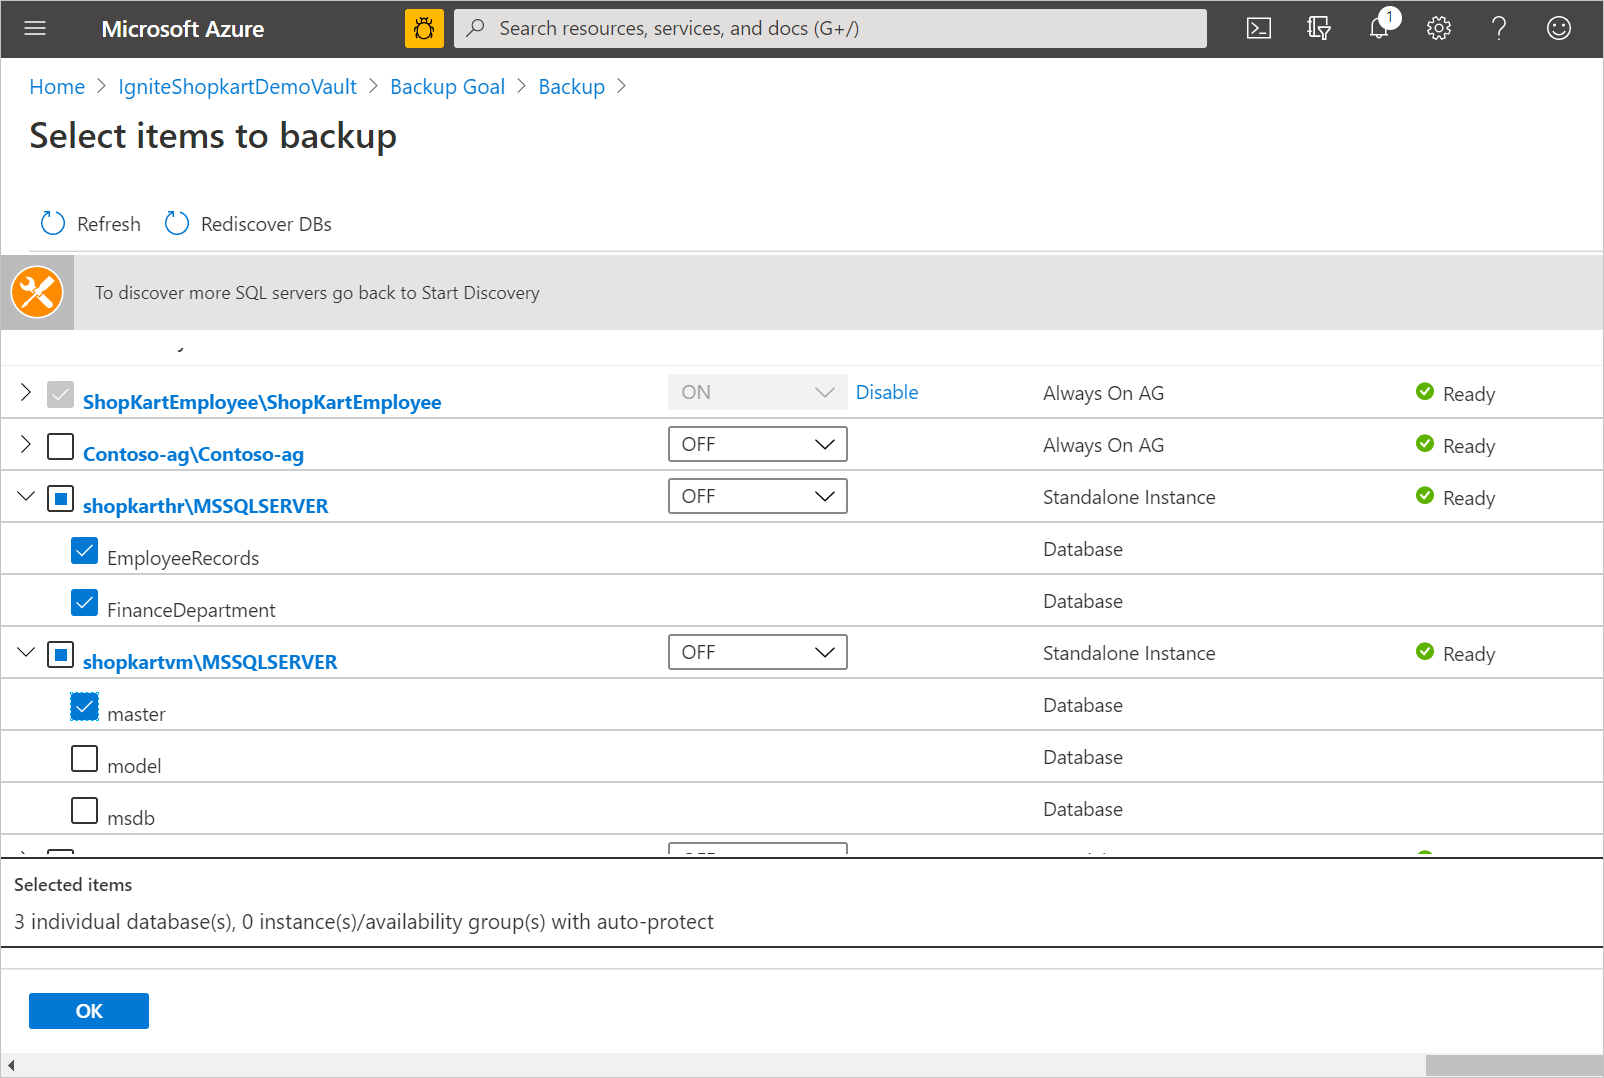 Microsoft Azure
Search resources, services, and docs (G+/)
1
Home > IgniteShopkartDemoVault > Backup Goal > Backup >
Select items to backup
Refresh Rediscover DBs
To discover more SQL servers go back to Start Discovery
ShopKartEmployee\ShopKartEmployee ON Disable Always On AG Ready
Contoso-ag\Contoso-ag OFF Always On AG Ready
shopkarthr\MSSQLSERVER OFF Standalone Instance Ready
EmployeeRecords Database
FinanceDepartment Database
shopkartvm\MSSQLSERVER OFF Standalone Instance Ready
master Database
model Database
msdb Database
Selected items
3 individual database(s), 0 instance(s)/availability group(s) with auto-protect
OK